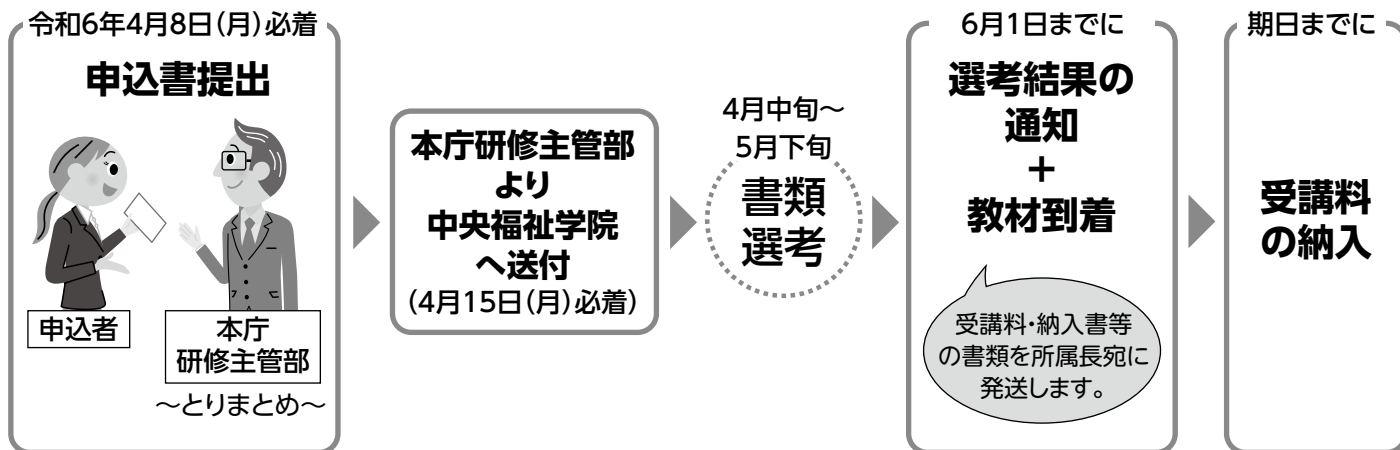 令和6年4月8日(月)必着
申込書提出
申込者
本庁
研修主管部
～とりまとめ～
本庁研修主管部
より
中央福祉学院
へ送付
(4月15日(月)必着)
4月中旬～
5月下旬
書類
選考
6月1日までに
選考結果の
通知
+
教材到着
受講料・納入書等
の書類を所属長宛に
発送します。
期日までに
受講料
の納入